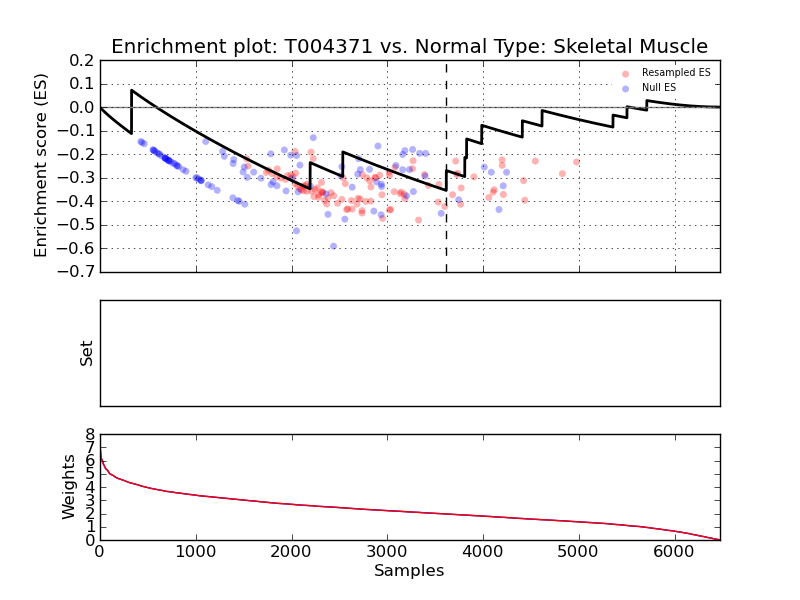 Enrichment plot: T004371 vs. Normal Type: Skeletal Muscle
0.2
0.1
0.0
−0.1
−0.2
−0.3
−0.4
−0.5
−0.6
−0.7
Enrichment score (ES)
Resampled ES
Null ES
Set
8
7
6
5
4
3
2
1
0
Weights
0 1000 2000 3000 4000 5000 6000
Samples